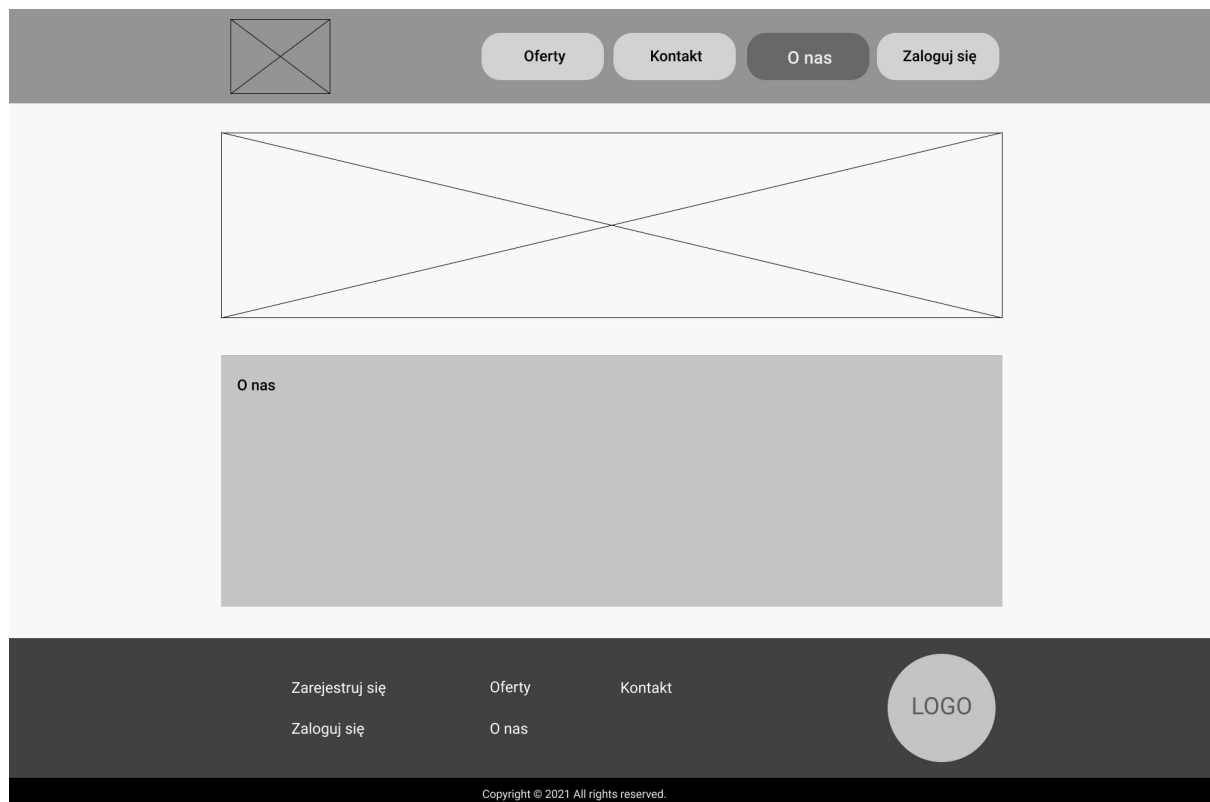 Oferty
Kontakt
O nas
Zaloguj się
O nas
Zarejestruj się
Oferty
Kontakt
Zaloguj się
O nas
LOGO
Copyright © 2021 All rights reserved.